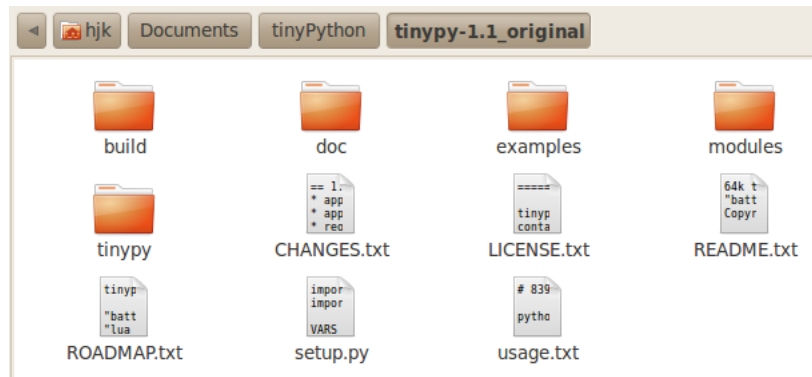 hjk Documents tinyPython tinypy-1.1_original
build doc examples modules
== 1.
* app
* app
* rec
=====
tinyp
conta
64k t
"batt
Copyr
tinypy CHANGES.txt LICENSE.txt README.txt
tinyp
"batt
"lua
impor
impor
VARS
# 839
pytho
ROADMAP.txt setup.py usage.txt